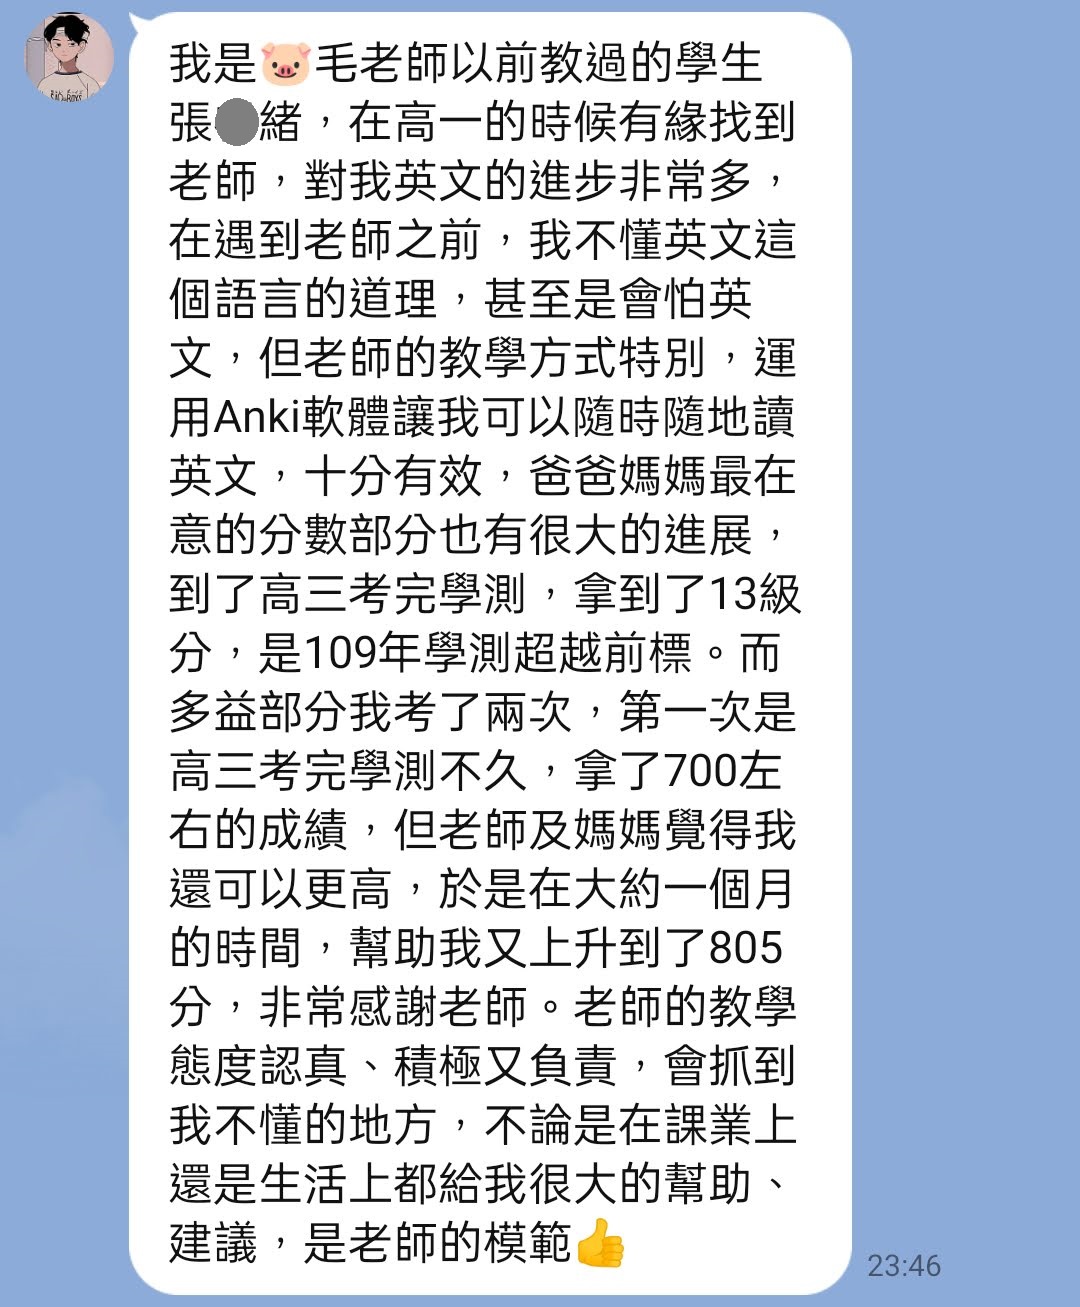 我是🐷毛老師以前教過的學生
張緒，在高一的時候有緣找到
老師，對我英文的進步非常多，
在遇到老師之前，我不懂英文這
個語言的道理，甚至是會怕英
文，但老師的教學方式特別，運
用Anki軟體讓我可以隨時隨地讀
英文，十分有效，爸爸媽媽最在
意的分數部分也有很大的進展，
到了高三考完學測，拿到了13級
分，是109年學測超越前標。而
多益部分我考了兩次，第一次是
高三考完學測不久，拿了700左
右的成績，但老師及媽媽覺得我
還可以更高，於是在大約一個月
的時間，幫助我又上升到了805
分，非常感謝老師。老師的教學
態度認真、積極又負責，會抓到
我不懂的地方，不論是在課業上
還是生活上都給我很大的幫助、
建議，是老師的模範👍
23:46